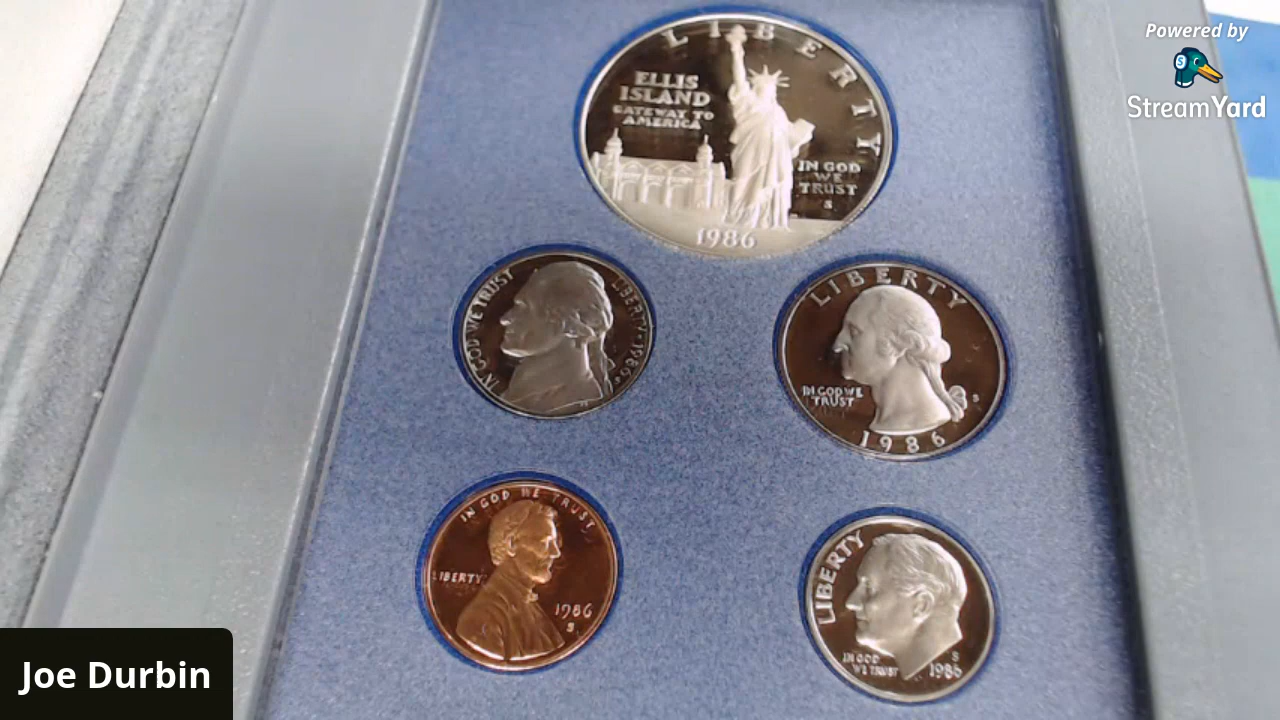 Powered by
StreamYard
LIBERTY
ELLIS
ISLAND
GATEWAY TO
AMERICA
IN GOD
WE
TRUST
S
1986
IN GOD WE TRUST
LIBERTY · 1986 S
LIBERTY
IN GOD WE
TRUST
S
1986
IN GOD WE TRUST
LIBERTY
1986
S
LIBERTY
IN GOD
WE TRUST
S
1986
Joe Durbin